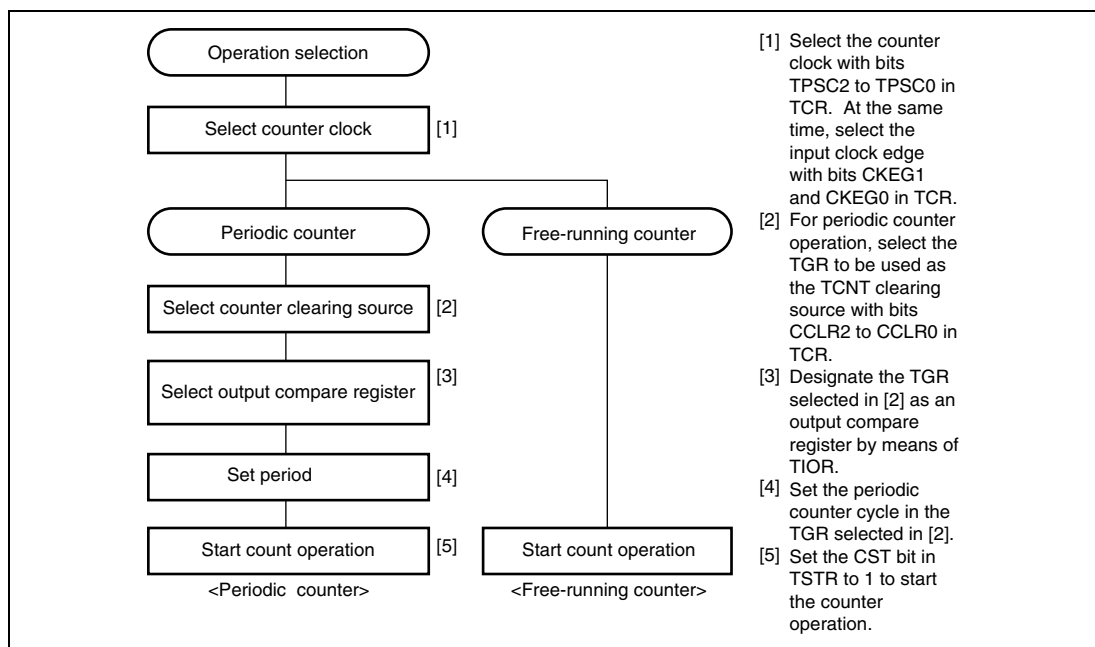 Operation selection
Select counter clock
[1]
Periodic counter
Free-running counter
Select counter clearing source
[2]
Select output compare register
[3]
Set period
[4]
Start count operation
[5]
Start count operation
<Periodic counter>
<Free-running counter>
[1] Select the counter
clock with bits
TPSC2 to TPSC0 in
TCR. At the same
time, select the
input clock edge
with bits CKEG1
and CKEG0 in TCR.
[2] For periodic counter
operation, select the
TGR to be used as
the TCNT clearing
source with bits
CCLR2 to CCLR0 in
TCR.
[3] Designate the TGR
selected in [2] as an
output compare
register by means of
TIOR.
[4] Set the periodic
counter cycle in the
TGR selected in [2].
[5] Set the CST bit in
TSTR to 1 to start
the counter
operation.